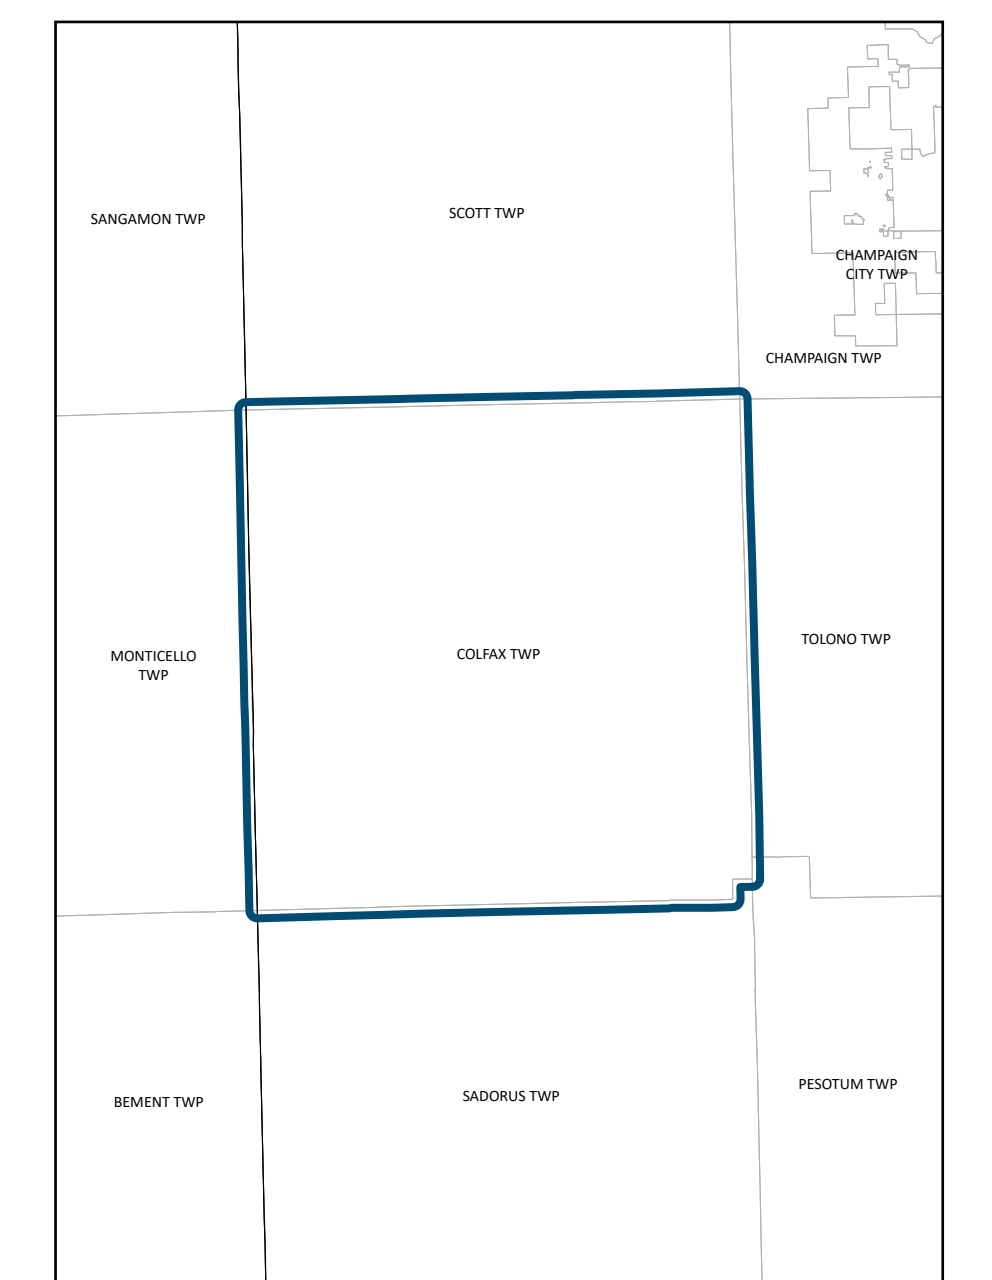 SANGAMON TWP
SCOTT TWP
CHAMPAIGN
CITY TWP
CHAMPAIGN TWP
MONTICELLO
TWP
COLFAX TWP
TOLONO TWP
BEMENT TWP
SADORUS TWP
PESOTUM TWP